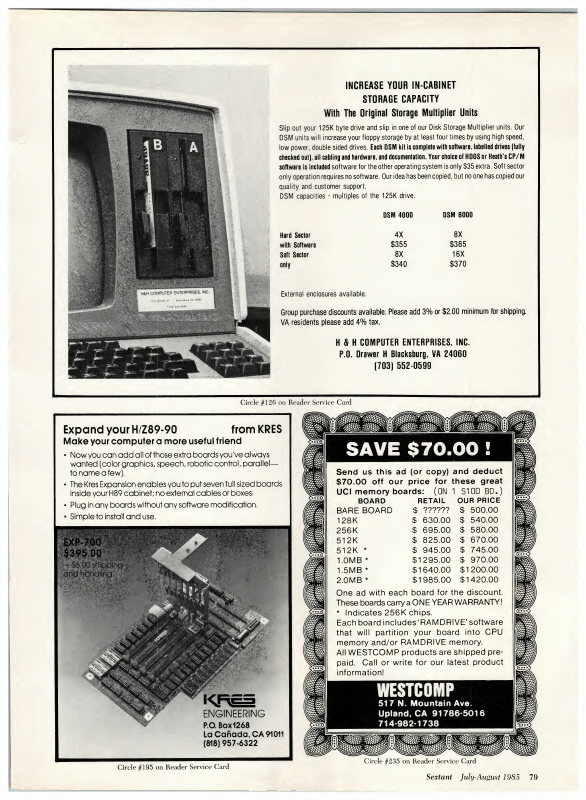 INCREASE YOUR IN-CABINET
STORAGE CAPACITY
With The Original Storage Multiplier Units
Slip out your 125K byte drive and slip in one of our Disk Storage Multiplier units. Our
DSM units will increase your floppy storage by at least four times by using high speed,
low power, double sided drives. Each DSM kit is complete with software, labelled drives (fully
checked out), all cabling and hardware, and documentation. Your choice of HDOS or Heath's CP/M
software is included software for the other operating system is only $35 extra. Soft sector
only operation requires no software. Our idea has been copied, but no one has copied our
quality and customer support.
DSM capacities - multiples of the 125K drive.
DSM 4000 DSM 8000
Hard Sector 4X 8X
with Software $355 $385
Soft Sector 8X 16X
only $340 $370
External enclosures available.
Group purchase discounts available. Please add 3% or $2.00 minimum for shipping.
VA residents please add 4% tax.
H & H COMPUTER ENTERPRISES, INC.
P.O. Drawer H Blacksburg, VA 24060
(703) 552-0599
B A
H&H COMPUTER ENTERPRISES, INC.
Circle #126 on Reader Service Card
Expand your H/Z89-90 from KRES
Make your computer a more useful friend
• Now you can add all of those extra boards you've always
wanted (color graphics, speech, robotic control, parallel—
to name a few).
• The Kres Expansion enables you to put seven full sized boards
inside your H89 cabinet; no external cables or boxes.
• Plug in any boards without any software modification.
• Simple to install and use.
EXP-700
$395.00
+ $6.00 shipping
and handling
KRES
ENGINEERING
P.O. Box 1268
La Cañada, CA 91011
(818) 957-6322
Circle #195 on Reader Service Card
SAVE $70.00 !
Send us this ad (or copy) and deduct
$70.00 off our price for these great
UCI memory boards: (ON 1 S100 BD.)
BOARD RETAIL OUR PRICE
BARE BOARD $ ?????? $ 500.00
128K $ 630.00 $ 540.00
256K $ 695.00 $ 580.00
512K $ 825.00 $ 670.00
512K * $ 945.00 $ 745.00
1.0MB * $1295.00 $ 970.00
1.5MB * $1640.00 $1200.00
2.0MB * $1985.00 $1420.00
One ad with each board for the discount.
These boards carry a ONE YEAR WARRANTY!
* Indicates 256K chips.
Each board includes 'RAMDRIVE' software
that will partition your board into CPU
memory and/or RAMDRIVE memory.
All WESTCOMP products are shipped pre-
paid. Call or write for our latest product
information!
WESTCOMP
517 N. Mountain Ave.
Upland, CA 91786-5016
714-982-1738
Circle #235 on Reader Service Card
Sextant July-August 1985 79